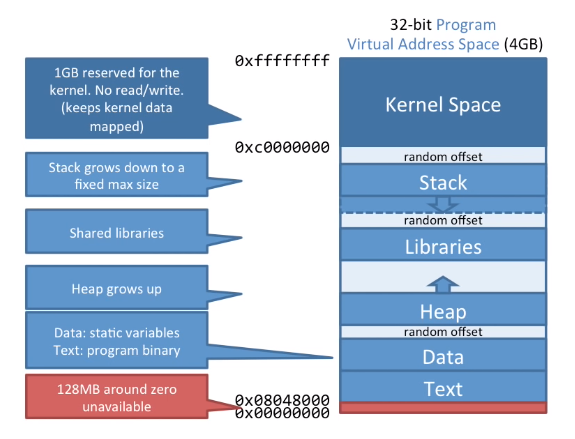 32-bit Program
Virtual Address Space (4GB)
0xffffffff
1GB reserved for the
kernel. No read/write.
(keeps kernel data
mapped)
Kernel Space
0xc0000000
random offset
Stack grows down to a
fixed max size
Stack
random offset
Shared libraries
Libraries
Heap grows up
Heap
random offset
Data: static variables
Text: program binary
Data
Text
128MB around zero
unavailable
0x08048000
0x00000000